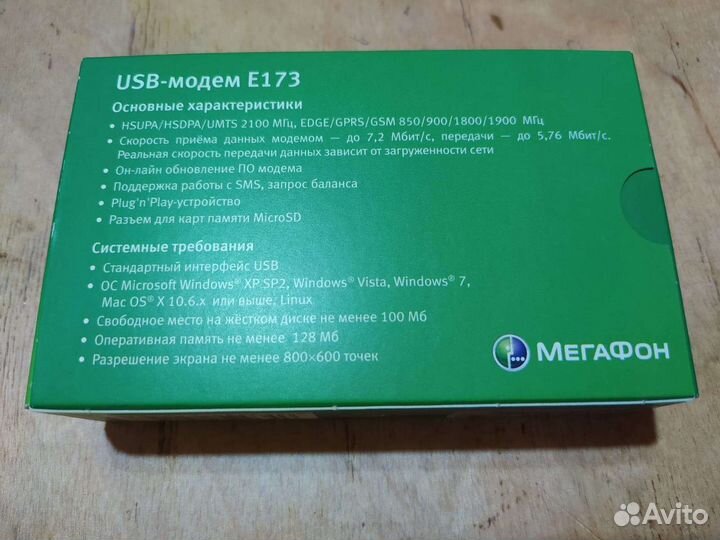 USB-модем E173
Основные характеристики
• HSUPA/HSDPA/UMTS 2100 МГц, EDGE/GPRS/GSM 850/900/1800/1900 МГц
• Скорость приёма данных модемом — до 7,2 Мбит/с, передачи — до 5,76 Мбит/с.
Реальная скорость передачи данных зависит от загруженности сети
• Он-лайн обновление ПО модема
• Поддержка работы с SMS, запрос баланса
• Plug'n'Play-устройство
• Разъем для карт памяти MicroSD
Системные требования
• Стандартный интерфейс USB
• ОС Microsoft Windows® XP SP2, Windows® Vista, Windows® 7,
Mac OS® X 10.6.x или выше, Linux
• Свободное место на жёстком диске не менее 100 Мб
• Оперативная память не менее 128 Мб
• Разрешение экрана не менее 800×600 точек
МЕГАФОН
Avito